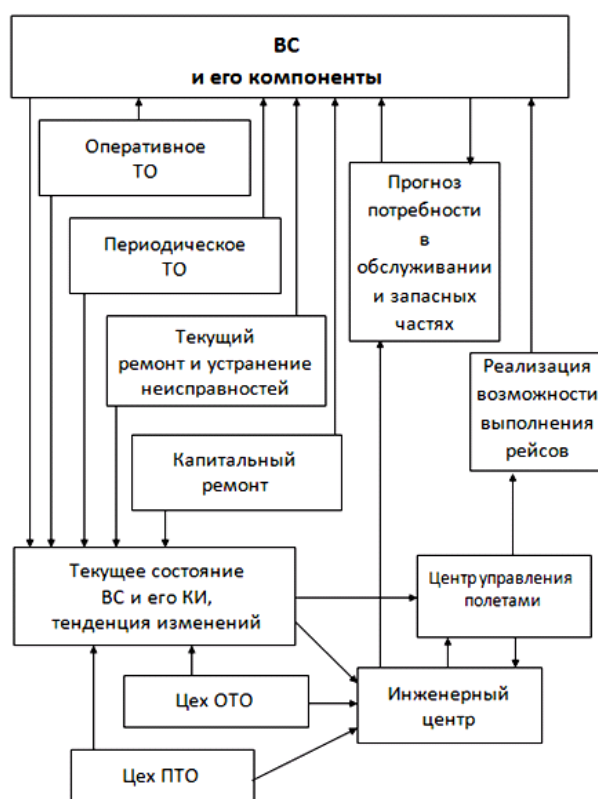 ВС
и его компоненты
Оперативное
ТО
Периодическое
ТО
Текущий
ремонт и устранение
неисправностей
Капитальный
ремонт
Прогноз
потребности
в
обслуживании
и запасных
частях
Реализация
возможности
выполнения
рейсов
Текущее состояние
ВС и его КИ,
тенденция изменений
Центр управления
полетами
Цех ОТО
Инженерный
центр
Цех ПТО